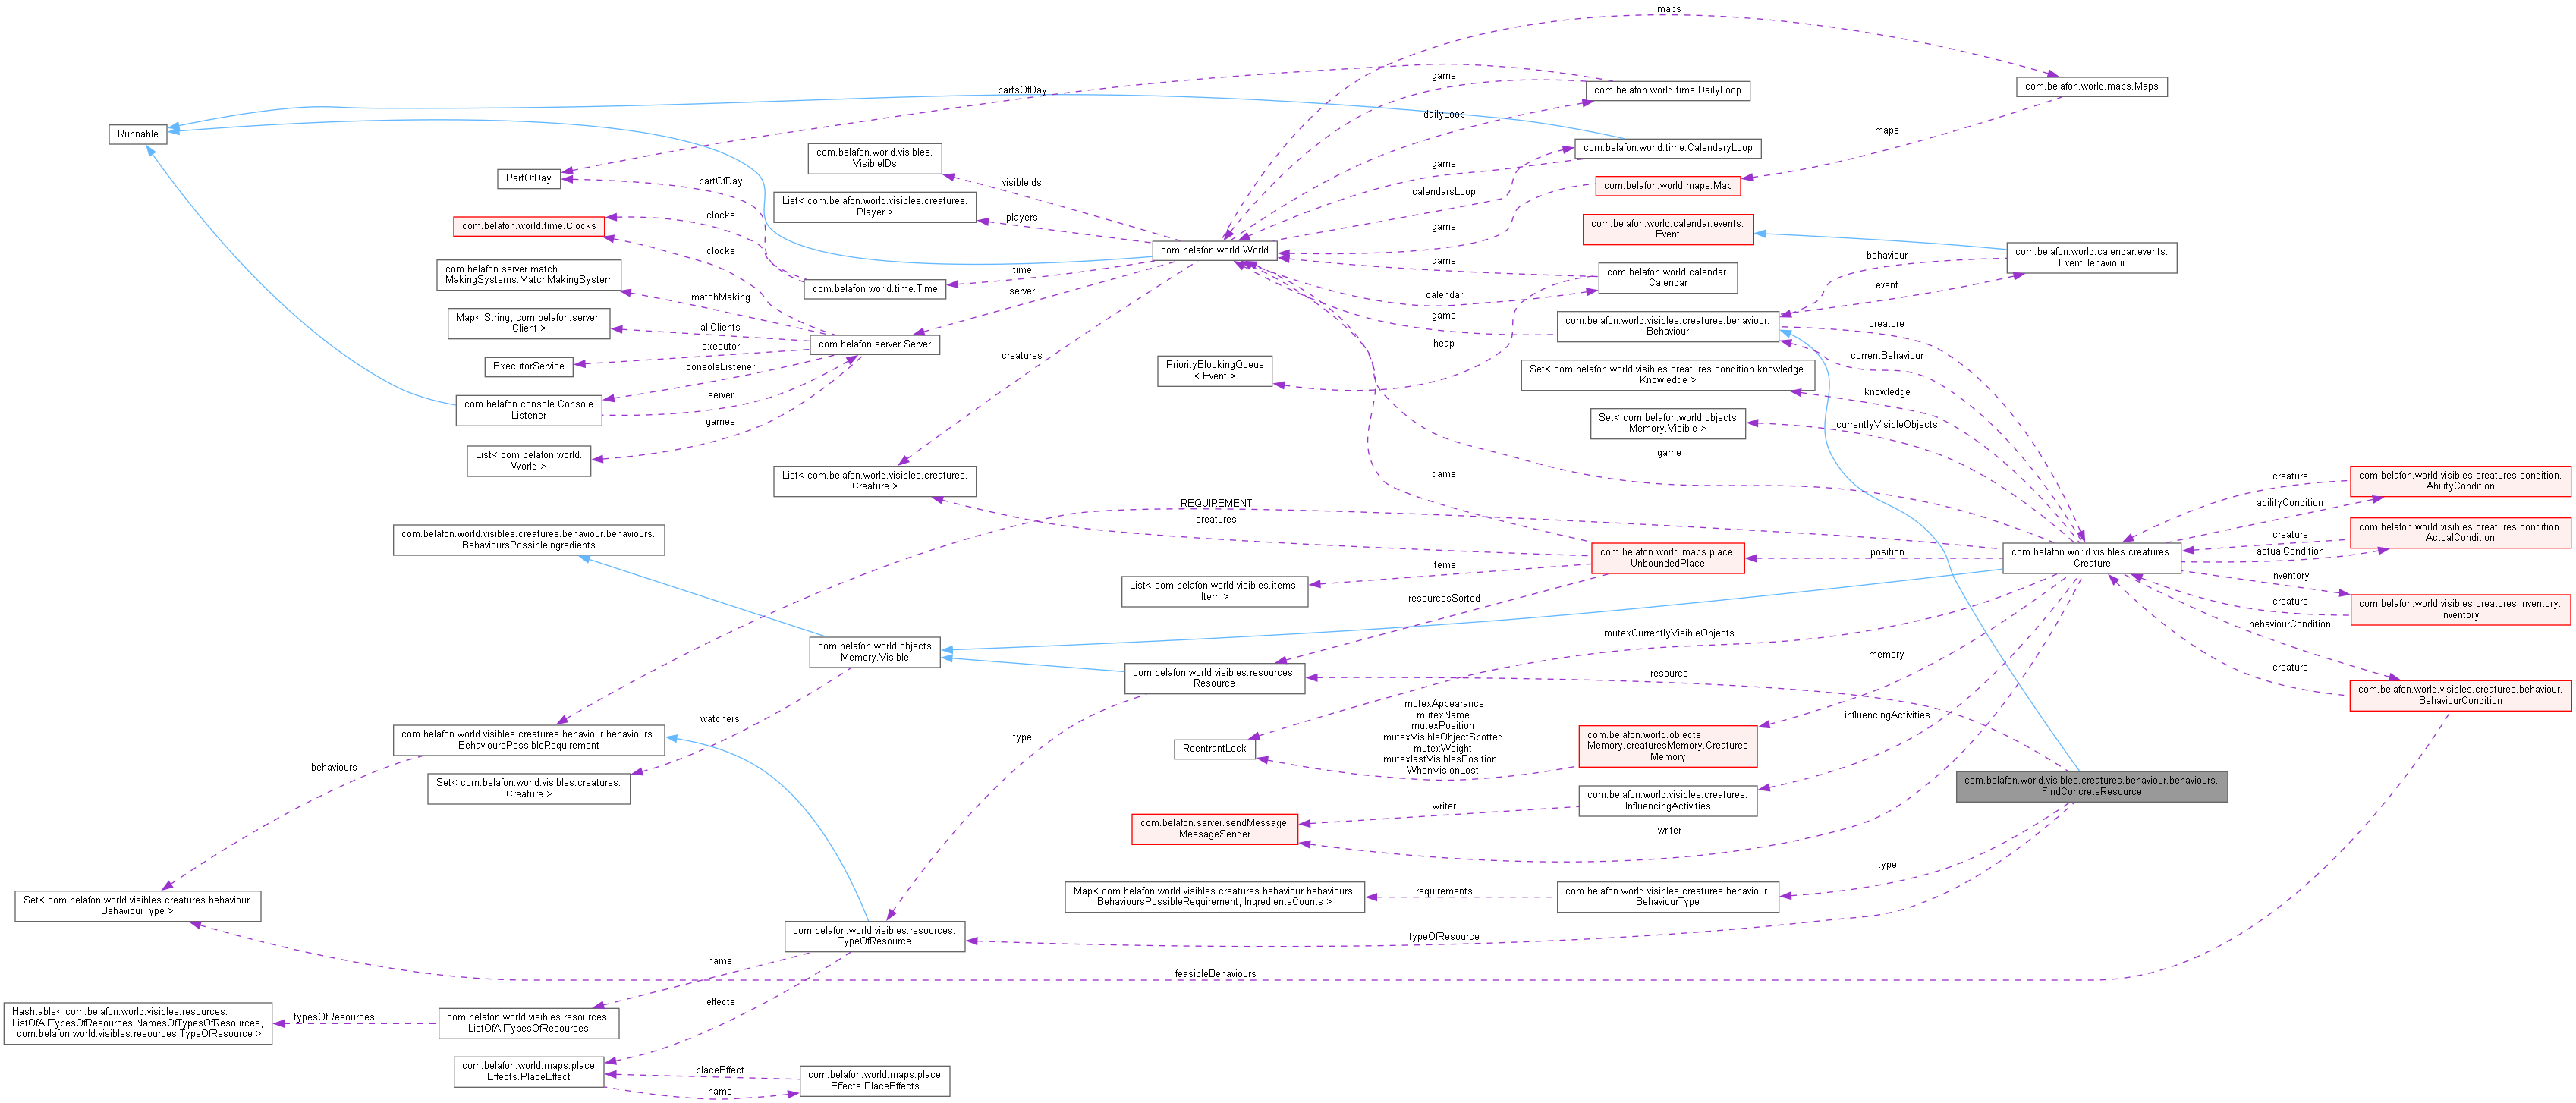 maps
game
com.belafon.world.maps.Maps
partsOfDay
com.belafon.world.time.DailyLoop
dailyLoop
Runnable
maps
com.belafon.world.visibles.
VisibleIDs
com.belafon.world.time.CalendaryLoop
game
PartOfDay
partOfDay
visibleIds
calendarsLoop
com.belafon.world.maps.Map
List< com.belafon.world.visibles.creatures.
Player >
players
clocks
com.belafon.world.time.Clocks
game
com.belafon.world.calendar.events.
Event
clocks
com.belafon.world.World
behaviour
com.belafon.world.calendar.events.
EventBehaviour
game
com.belafon.server.match
MakingSystems.MatchMakingSystem
time
com.belafon.world.calendar.
Calendar
event
matchMaking
com.belafon.world.time.Time
server
calendar
Map< String, com.belafon.server.
Client >
allClients
game
com.belafon.world.visibles.creatures.behaviour.
Behaviour
creature
executor
com.belafon.server.Server
heap
ExecutorService
consoleListener
creatures
PriorityBlockingQueue
< Event >
currentBehaviour
Set< com.belafon.world.visibles.creatures.condition.knowledge.
Knowledge >
knowledge
com.belafon.console.Console
Listener
server
games
Set< com.belafon.world.objects
Memory.Visible >
currentlyVisibleObjects
List< com.belafon.world.
World >
game
List< com.belafon.world.visibles.creatures.
Creature >
game
creature
com.belafon.world.visibles.creatures.condition.
AbilityCondition
REQUIREMENT
abilityCondition
creatures
com.belafon.world.visibles.creatures.behaviour.behaviours.
BehavioursPossibleIngredients
creature
com.belafon.world.visibles.creatures.condition.
ActualCondition
com.belafon.world.maps.place.
UnboundedPlace
position
com.belafon.world.visibles.creatures.
Creature
actualCondition
items
List< com.belafon.world.visibles.items.
Item >
inventory
resourcesSorted
creature
com.belafon.world.visibles.creatures.inventory.
Inventory
behaviourCondition
mutexCurrentlyVisibleObjects
com.belafon.world.objects
Memory.Visible
memory
creature
com.belafon.world.visibles.resources.
Resource
resource
com.belafon.world.visibles.creatures.behaviour.
BehaviourCondition
watchers
mutexAppearance
mutexName
mutexPosition
mutexVisibleObjectSpotted
mutexWeight
mutexlastVisiblesPosition
WhenVisionLost
influencingActivities
com.belafon.world.visibles.creatures.behaviour.behaviours.
BehavioursPossibleRequirement
type
ReentrantLock
com.belafon.world.objects
Memory.creaturesMemory.Creatures
Memory
behaviours
Set< com.belafon.world.visibles.creatures.
Creature >
com.belafon.world.visibles.creatures.behaviour.behaviours.
FindConcreteResource
com.belafon.world.visibles.creatures.
InfluencingActivities
writer
com.belafon.server.sendMessage.
MessageSender
writer
type
Set< com.belafon.world.visibles.creatures.behaviour.
BehaviourType >
Map< com.belafon.world.visibles.creatures.behaviour.behaviours.
BehavioursPossibleRequirement, IngredientsCounts >
requirements
com.belafon.world.visibles.creatures.behaviour.
BehaviourType
com.belafon.world.visibles.resources.
TypeOfResource
typeOfResource
name
feasibleBehaviours
effects
Hashtable< com.belafon.world.visibles.resources.
ListOfAllTypesOfResources.NamesOfTypesOfResources,
com.belafon.world.visibles.resources.TypeOfResource >
typesOfResources
com.belafon.world.visibles.resources.
ListOfAllTypesOfResources
com.belafon.world.maps.place
Effects.PlaceEffect
placeEffect
name
com.belafon.world.maps.place
Effects.PlaceEffects